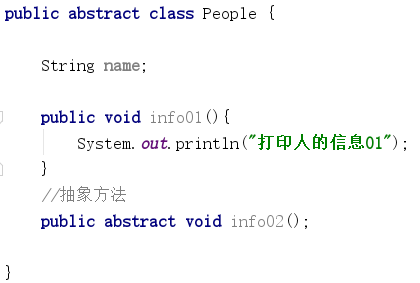 public abstract class People {
String name;
public void info01(){
System.out.println("打印人的信息01");
}
//抽象方法
public abstract void info02();
}